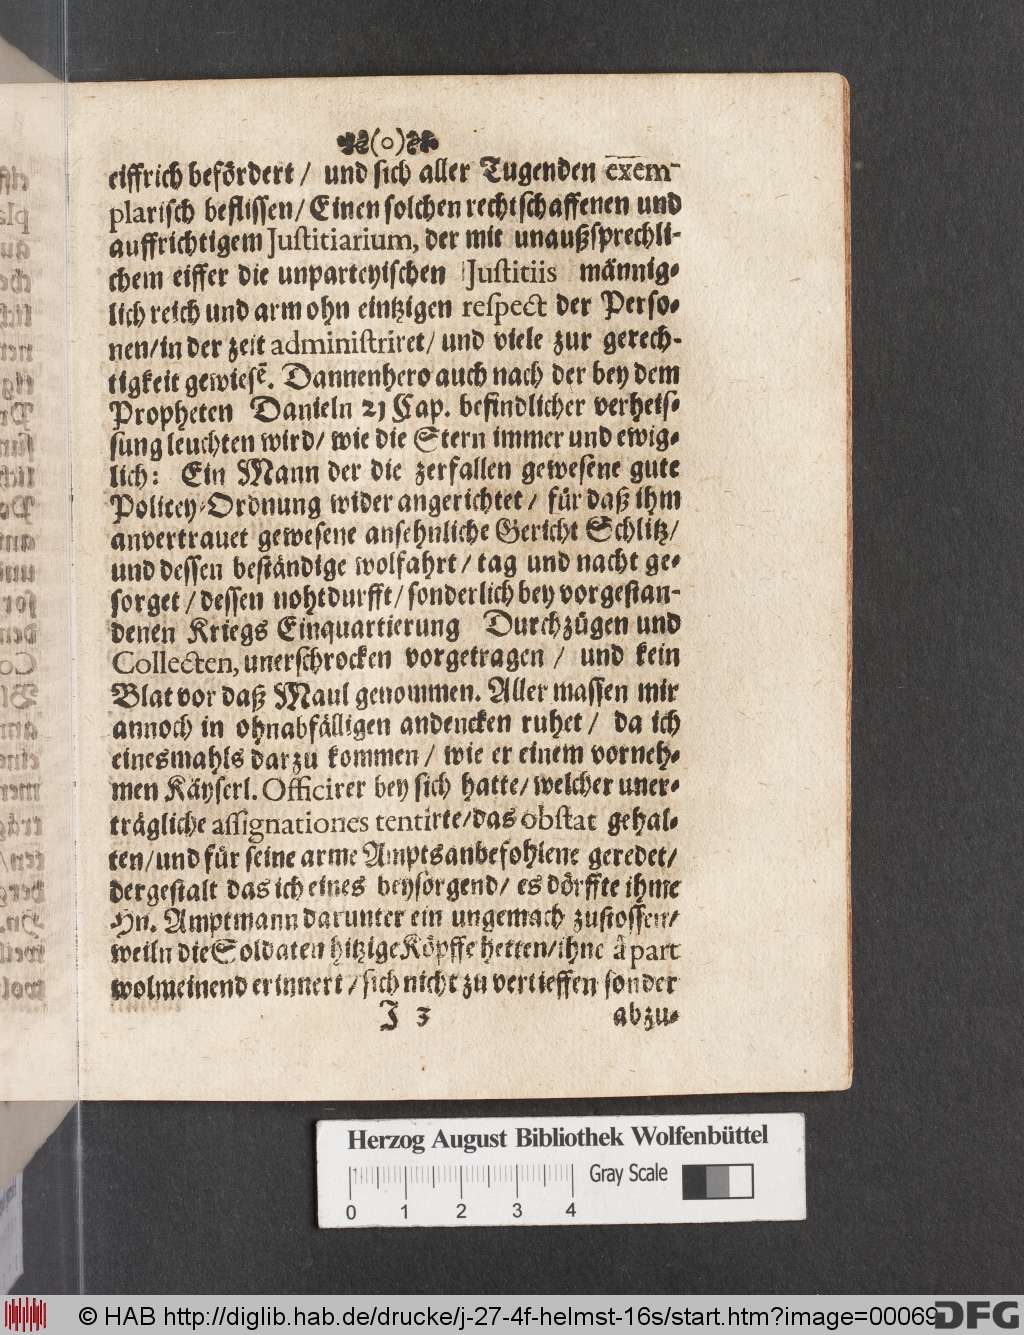 (o)
eiffrich befördert / und sich aller Tugenden exem-
plarisch beflissen / Einen solchen rechtschaffenen und
auffrichtigem Justitiarium, der mit unaußsprechli-
chem eiffer die unparteyischen Justitiis männig-
lich reich und arm ohn eintzigen respect der Perso-
nen / in der zeit administriret / und viele zur gerech-
tigkeit gewiesẽ. Dannenhero auch nach der bey dem
Propheten Danieln 21 Cap. befindlicher verheis-
sung leuchten wird / wie die Stern immer und ewig-
lich: Ein Mann der die zerfallen gewesene gute
Policey-Ordnung wider angerichtet / für daß ihm
anvertrauet gewesene ansehnliche Gericht Schlitz /
und dessen beständige wolfahrt / tag und nacht ge-
sorget / dessen nohtdurfft / sonderlich bey vorgestan-
denen Kriegs Einquartierung Durchzügen und
Collecten, unerschrocken vorgetragen / und kein
Blat vor daß Maul genommen. Aller massen mir
annoch in ohnabfälligen andencken ruhet / da ich
einesmahls darzu kommen / wie er einem vorneh-
men Käyserl. Officirer bey sich hatte / welcher uner-
trägliche assignationes tentirte / das obstat gehal-
ten / und für seine arme Amptsanbefohlene geredet /
dergestalt das ich eines beysorgend / es dörffte ihme
Hn. Amptmann darunter ein ungemach zustossen /
weiln die Soldaten hitzige Köpffe hetten / ihne à part
wolmeinend erinnert / sich nicht zu vertieffen sonder
J 3 abzu-
Herzog August Bibliothek Wolfenbüttel
Gray Scale
0 1 2 3 4
© HAB http://diglib.hab.de/drucke/j-27-4f-helmst-16s/start.htm?image=00069
DFG